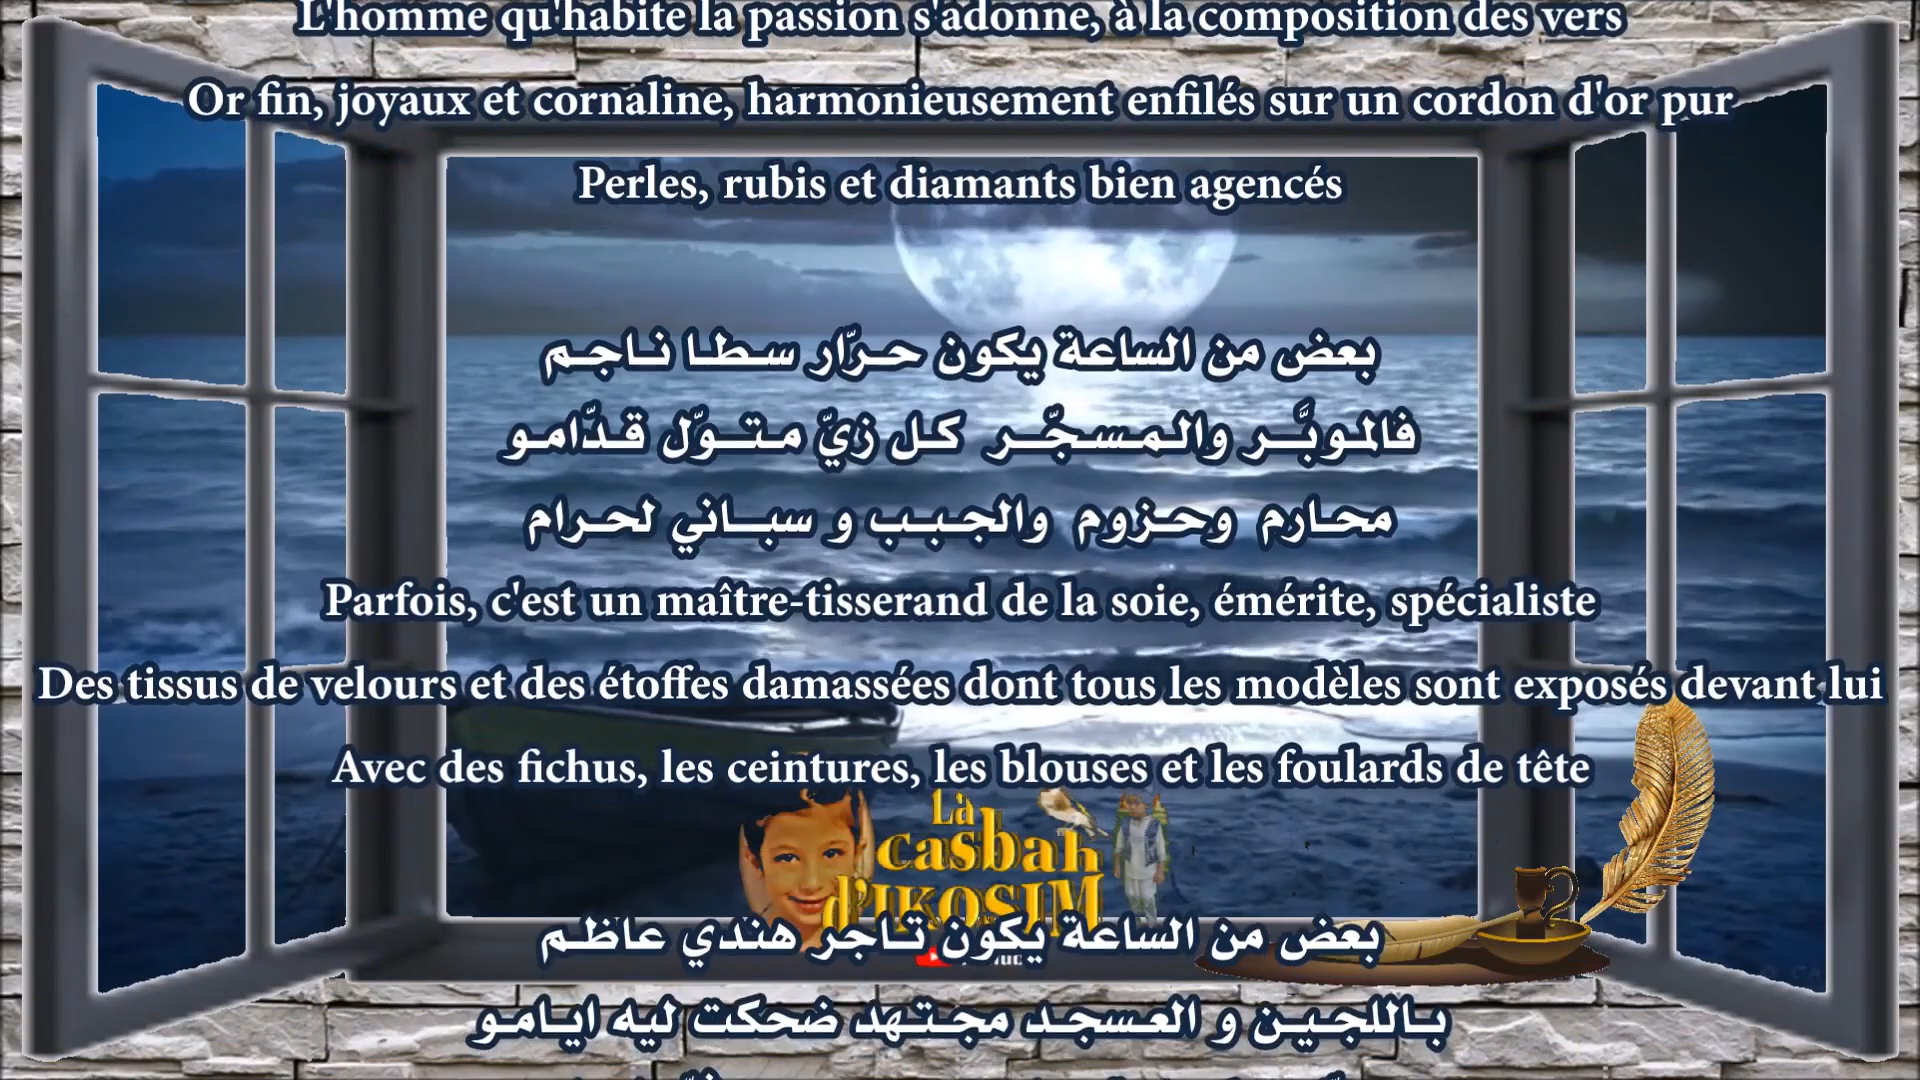 L'homme qu'habite la passion s'adonne, à la composition des vers
Or fin, joyaux et cornaline, harmonieusement enfilés sur un cordon d'or pur
Perles, rubis et diamants bien agencés
بعض من الساعة يكون حرّار سطا ناجم
فالموبَّر والمسجّر كل زيّ متوّل قدّامو
محارم وحزوم والجبب و سباني لحرام
Parfois, c'est un maître-tisserand de la soie, émérite, spécialiste
Des tissus de velours et des étoffes damassées dont tous les modèles sont exposés devant lui
Avec des fichus, les ceintures, les blouses et les foulards de tête
La
casbah
d'IKOSIM
بعض من الساعة يكون تاجر هندي عاظم
باللجين و العسجد مجتهد ضحكت ليه ايامو